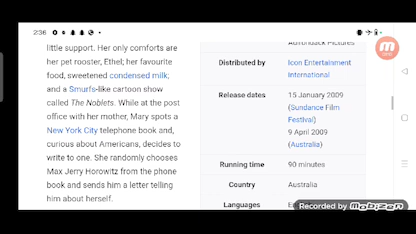 2:36
little support. Her only comforts are
her pet rooster, Ethel; her favourite
food, sweetened condensed milk;
and a Smurfs-like cartoon show
called The Noblets. While at the post
office with her mother, Mary spots a
New York City telephone book and,
curious about Americans, decides to
write to one. She randomly chooses
Max Jerry Horowitz from the phone
book and sends him a letter telling
him about herself.
Adirondack Pictures
Distributed by Icon Entertainment
International
Release dates 15 January 2009
(Sundance Film
Festival)
9 April 2009
(Australia)
Running time 90 minutes
Country Australia
Languages
Recorded by mobizen